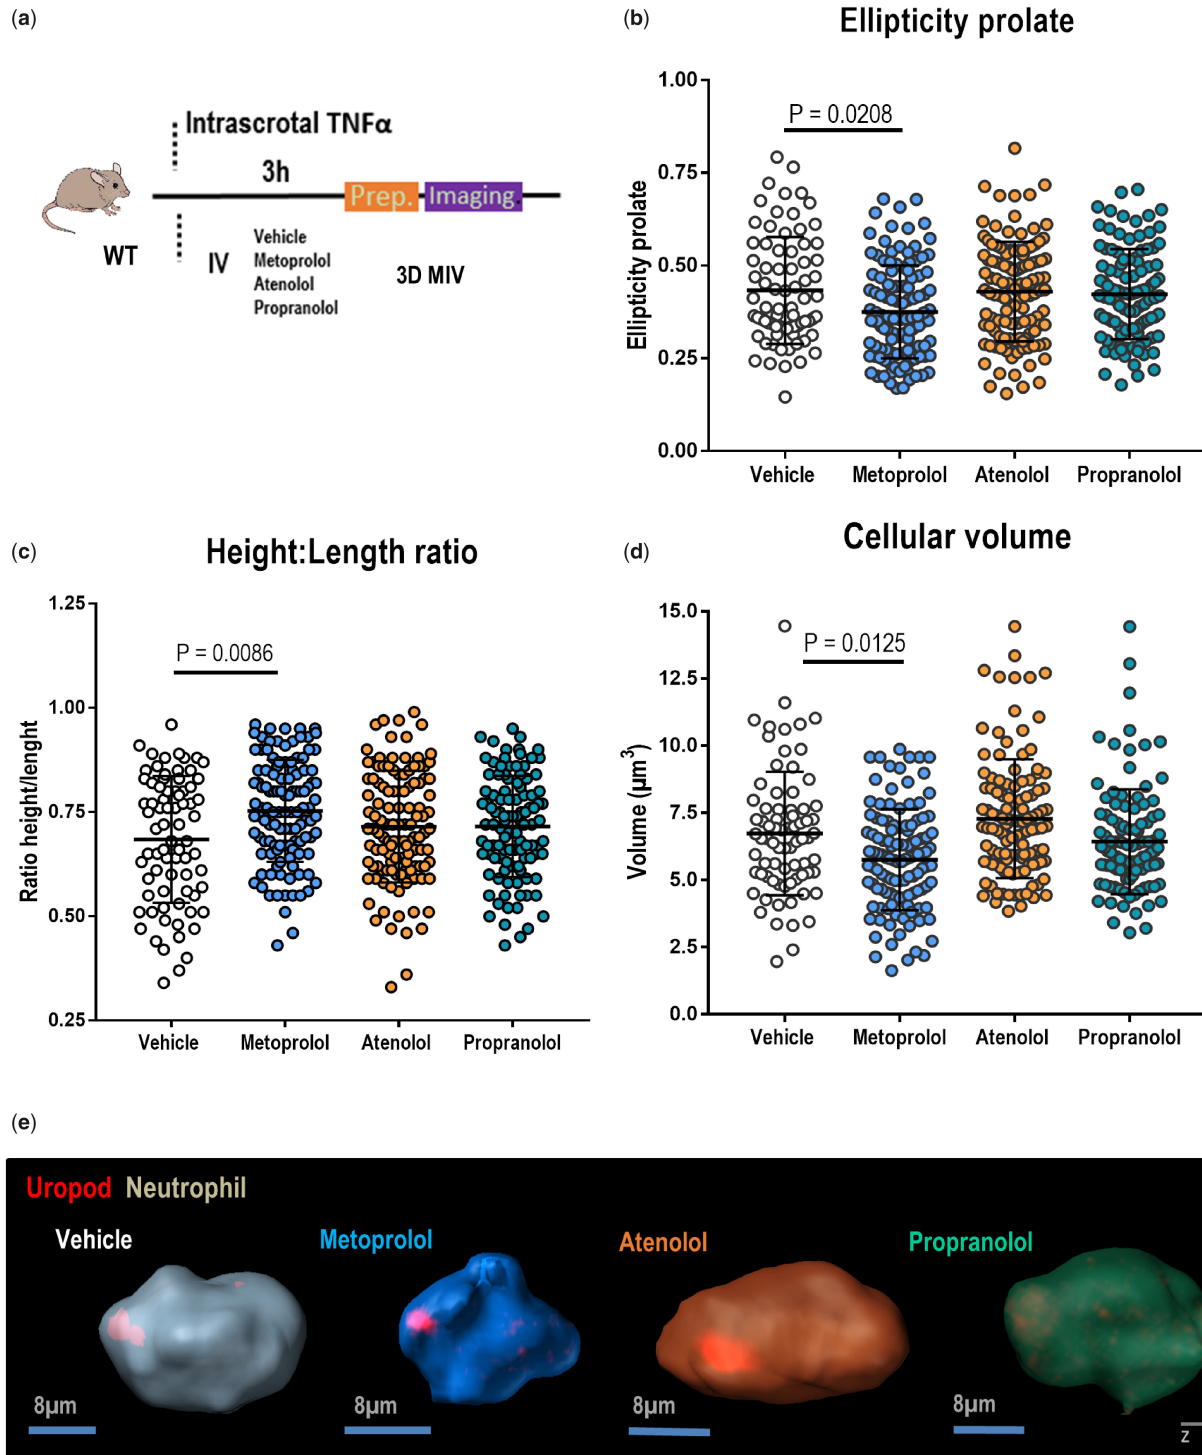 (a)
Intrascrotal TNFα
3h
Prep. Imaging.
WT
IV
Vehicle
Metoprolol
Atenolol
Propranolol
3D MIV
(b)
Ellipticity prolate
P = 0.0208
Ellipticity prolate
1.00
0.75
0.50
0.25
0.00
Vehicle Metoprolol Atenolol Propranolol
(c)
Height:Length ratio
P = 0.0086
Ratio height/lenght
1.25
1.00
0.75
0.50
0.25
Vehicle Metoprolol Atenolol Propranolol
(d)
Cellular volume
P = 0.0125
Volume (µm³)
15.0
12.5
10.0
7.5
5.0
2.5
0.0
Vehicle Metoprolol Atenolol Propranolol
(e)
Uropod Neutrophil
Vehicle Metoprolol Atenolol Propranolol
8µm 8µm 8µm 8µm
z